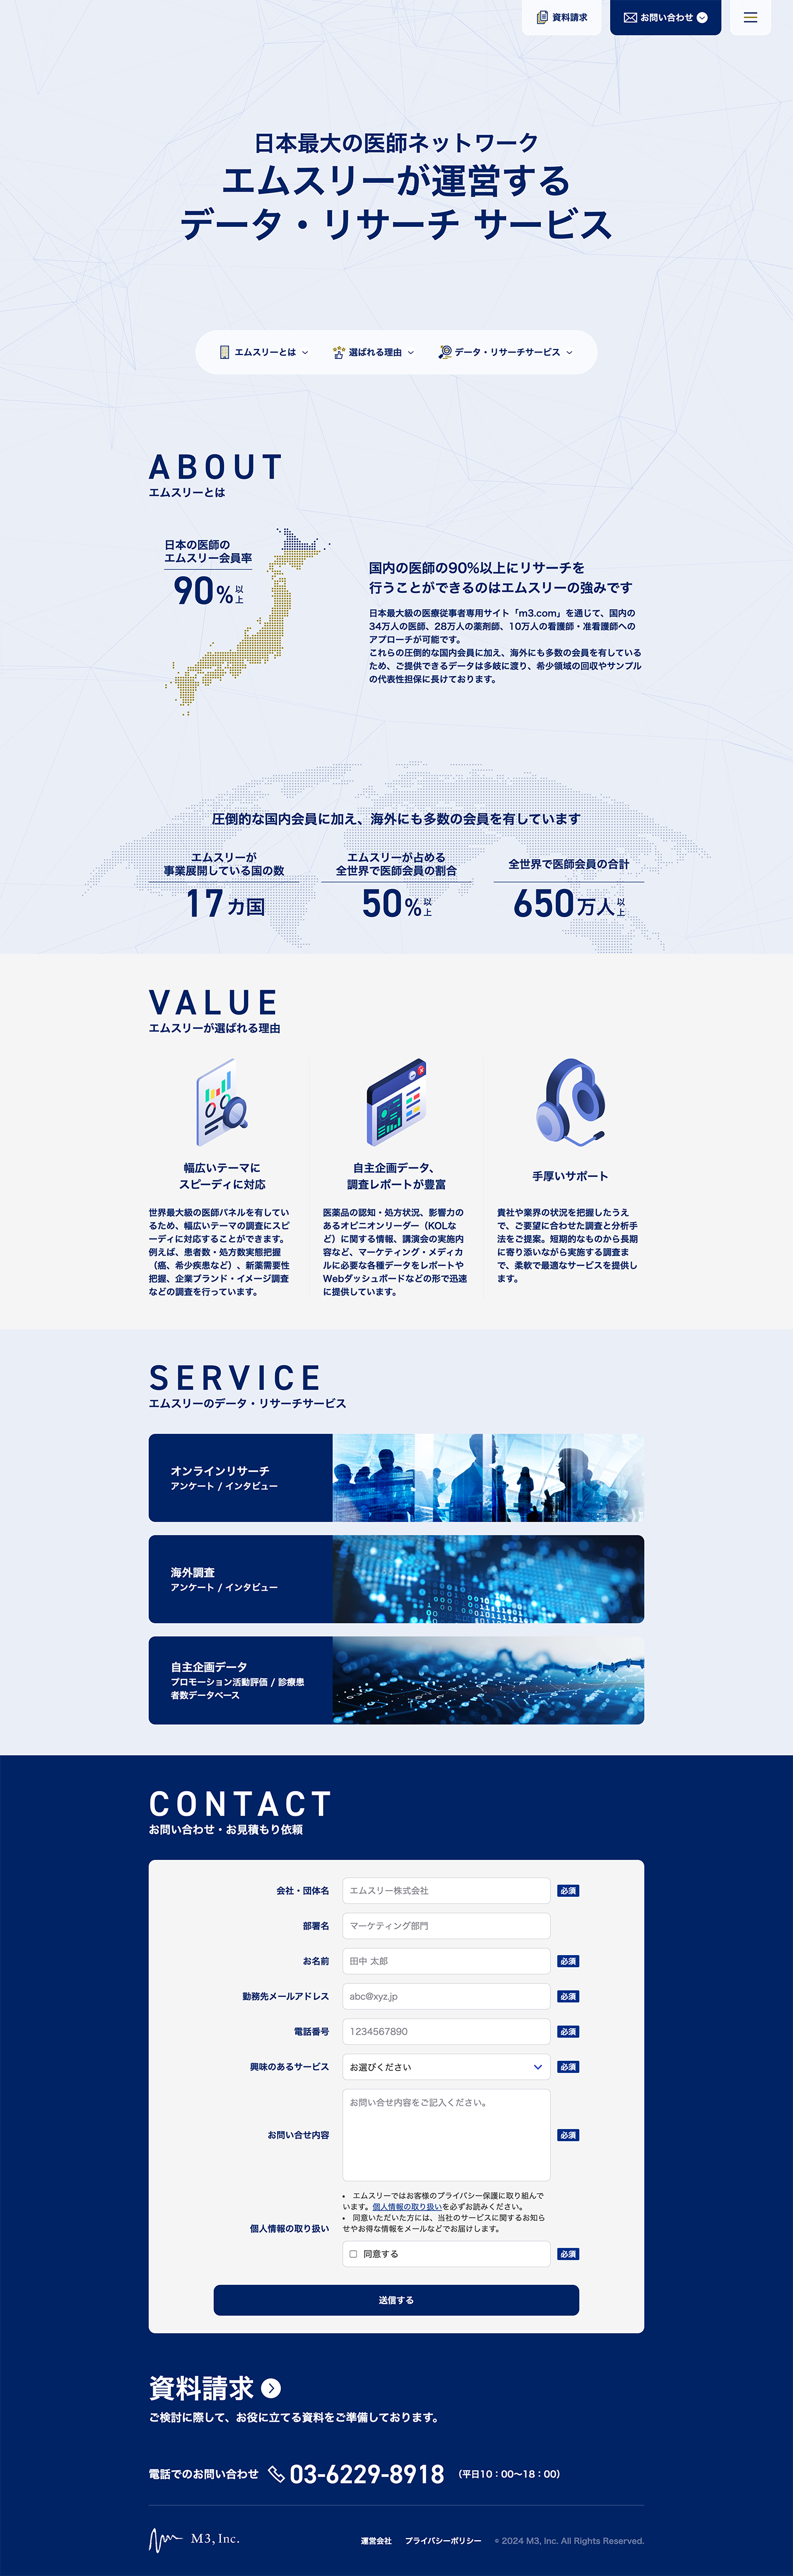 資料請求
お問い合わせ
日本最大の医師ネットワーク
エムスリーが運営する
データ・リサーチ サービス
エムスリーとは
選ばれる理由
データ・リサーチサービス
ABOUT
エムスリーとは
日本の医師の
エムスリー会員率
90%以上
国内の医師の90%以上にリサーチを
行うことができるのはエムスリーの強みです
日本最大級の医療従事者専用サイト「m3.com」を通じて、国内の
34万人の医師、28万人の薬剤師、10万人の看護師・准看護師への
アプローチが可能です。
これらの圧倒的な国内会員に加え、海外にも多数の会員を有している
ため、ご提供できるデータは多岐に渡り、希少領域の回収やサンプル
の代表性担保に長けております。
圧倒的な国内会員に加え、海外にも多数の会員を有しています
エムスリーが
事業展開している国の数
17カ国
エムスリーが占める
全世界で医師会員の割合
50%以上
全世界で医師会員の合計
650万人以上
VALUE
エムスリーが選ばれる理由
幅広いテーマに
スピーディに対応
世界最大級の医師パネルを有してい
るため、幅広いテーマの調査にスピ
ーディに対応することができます。
例えば、患者数・処方数実態把握
（癌、希少疾患など）、新薬需要性
把握、企業ブランド・イメージ調査
などの調査を行っています。
自主企画データ、
調査レポートが豊富
医薬品の認知・処方状況、影響力の
あるオピニオンリーダー（KOLな
ど）に関する情報、講演会の実施内
容など、マーケティング・メディカ
ルに必要な各種データをレポートや
Webダッシュボードなどの形で迅速
に提供しています。
手厚いサポート
貴社や業界の状況を把握したうえ
で、ご要望に合わせた調査と分析手
法をご提案。短期的なものから長期
に寄り添いながら実施する調査ま
で、柔軟で最適なサービスを提供し
ます。
SERVICE
エムスリーのデータ・リサーチサービス
オンラインリサーチ
アンケート / インタビュー
海外調査
アンケート / インタビュー
自主企画データ
プロモーション活動評価 / 診療患
者数データベース
CONTACT
お問い合わせ・お見積もり依頼
会社・団体名 エムスリー株式会社 必須
部署名 マーケティング部門
お名前 田中 太郎 必須
勤務先メールアドレス abc@xyz.jp 必須
電話番号 1234567890 必須
興味のあるサービス お選びください 必須
お問い合せ内容 お問い合せ内容をご記入ください。 必須
個人情報の取り扱い
• エムスリーではお客様のプライバシー保護に取り組んで
います。個人情報の取り扱いを必ずお読みください。
• 同意いただいた方には、当社のサービスに関するお知ら
せやお得な情報をメールなどでお届けします。
同意する 必須
送信する
資料請求
ご検討に際して、お役に立てる資料をご準備しております。
電話でのお問い合わせ 03-6229-8918 （平日10：00〜18：00）
M3, Inc.
運営会社 プライバシーポリシー © 2024 M3, Inc. All Rights Reserved.